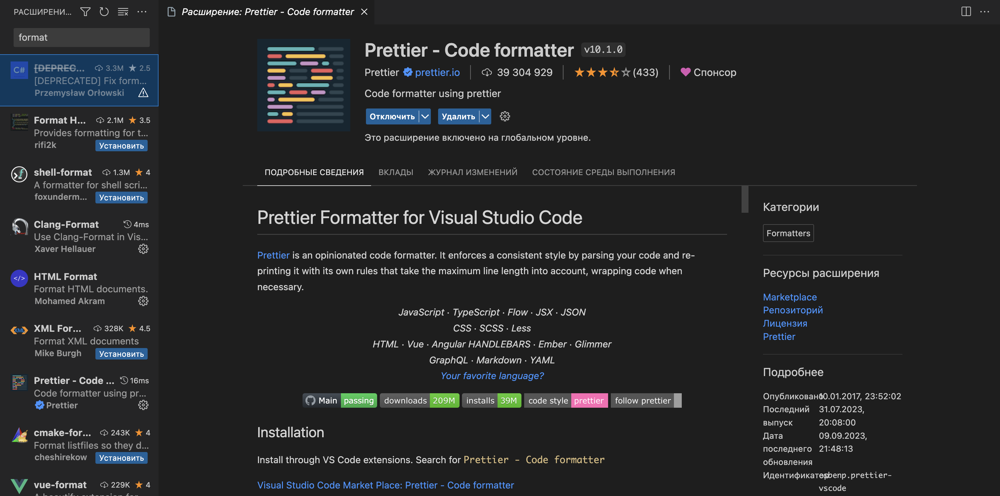 РАСШИРЕНИ...
format
C#
[DEPREC... 3.3M 2.5
[DEPRECATED] Fix form...
Przemysław Orłowski
Format H... 2.1M 3.5
Provides formatting for t...
rifi2k Установить
shell-format 1.3M 4
A formatter for shell scri...
foxunderm... Установить
Clang-Format 4ms
Use Clang-Format in Vis...
Xaver Hellauer
</>
HTML Format
Format HTML documents.
Mohamed Akram
XML
XML For... 328K 4.5
Format XML documents
Mike Burgh Установить
Prettier - Code ... 16ms
Code formatter using pr...
Prettier
cmake-for... 243K 4
Format listfiles so they d...
cheshirekow Установить
vue-format 229K 4
Расширение: Prettier - Code formatter
Prettier - Code formatter v10.1.0
Prettier prettier.io 39 304 929 (433) Спонсор
Code formatter using prettier
Отключить Удалить
Это расширение включено на глобальном уровне.
ПОДРОБНЫЕ СВЕДЕНИЯ ВКЛАДЫ ЖУРНАЛ ИЗМЕНЕНИЙ СОСТОЯНИЕ СРЕДЫ ВЫПОЛНЕНИЯ
Prettier Formatter for Visual Studio Code
Prettier is an opinionated code formatter. It enforces a consistent style by parsing your code and re-
printing it with its own rules that take the maximum line length into account, wrapping code when
necessary.
JavaScript · TypeScript · Flow · JSX · JSON
CSS · SCSS · Less
HTML · Vue · Angular HANDLEBARS · Ember · Glimmer
GraphQL · Markdown · YAML
Your favorite language?
Main passing downloads 209M installs 39M code style prettier follow prettier
Installation
Install through VS Code extensions. Search for Prettier - Code formatter
Visual Studio Code Market Place: Prettier - Code formatter
Категории
Formatters
Ресурсы расширения
Marketplace
Репозиторий
Лицензия
Prettier
Подробнее
Опубликовано 10.01.2017, 23:52:02
Последний 31.07.2023,
выпуск 20:08:00
Дата 09.09.2023,
последнего 21:48:13
обновления
Идентификатор esbenp.prettier-
vscode